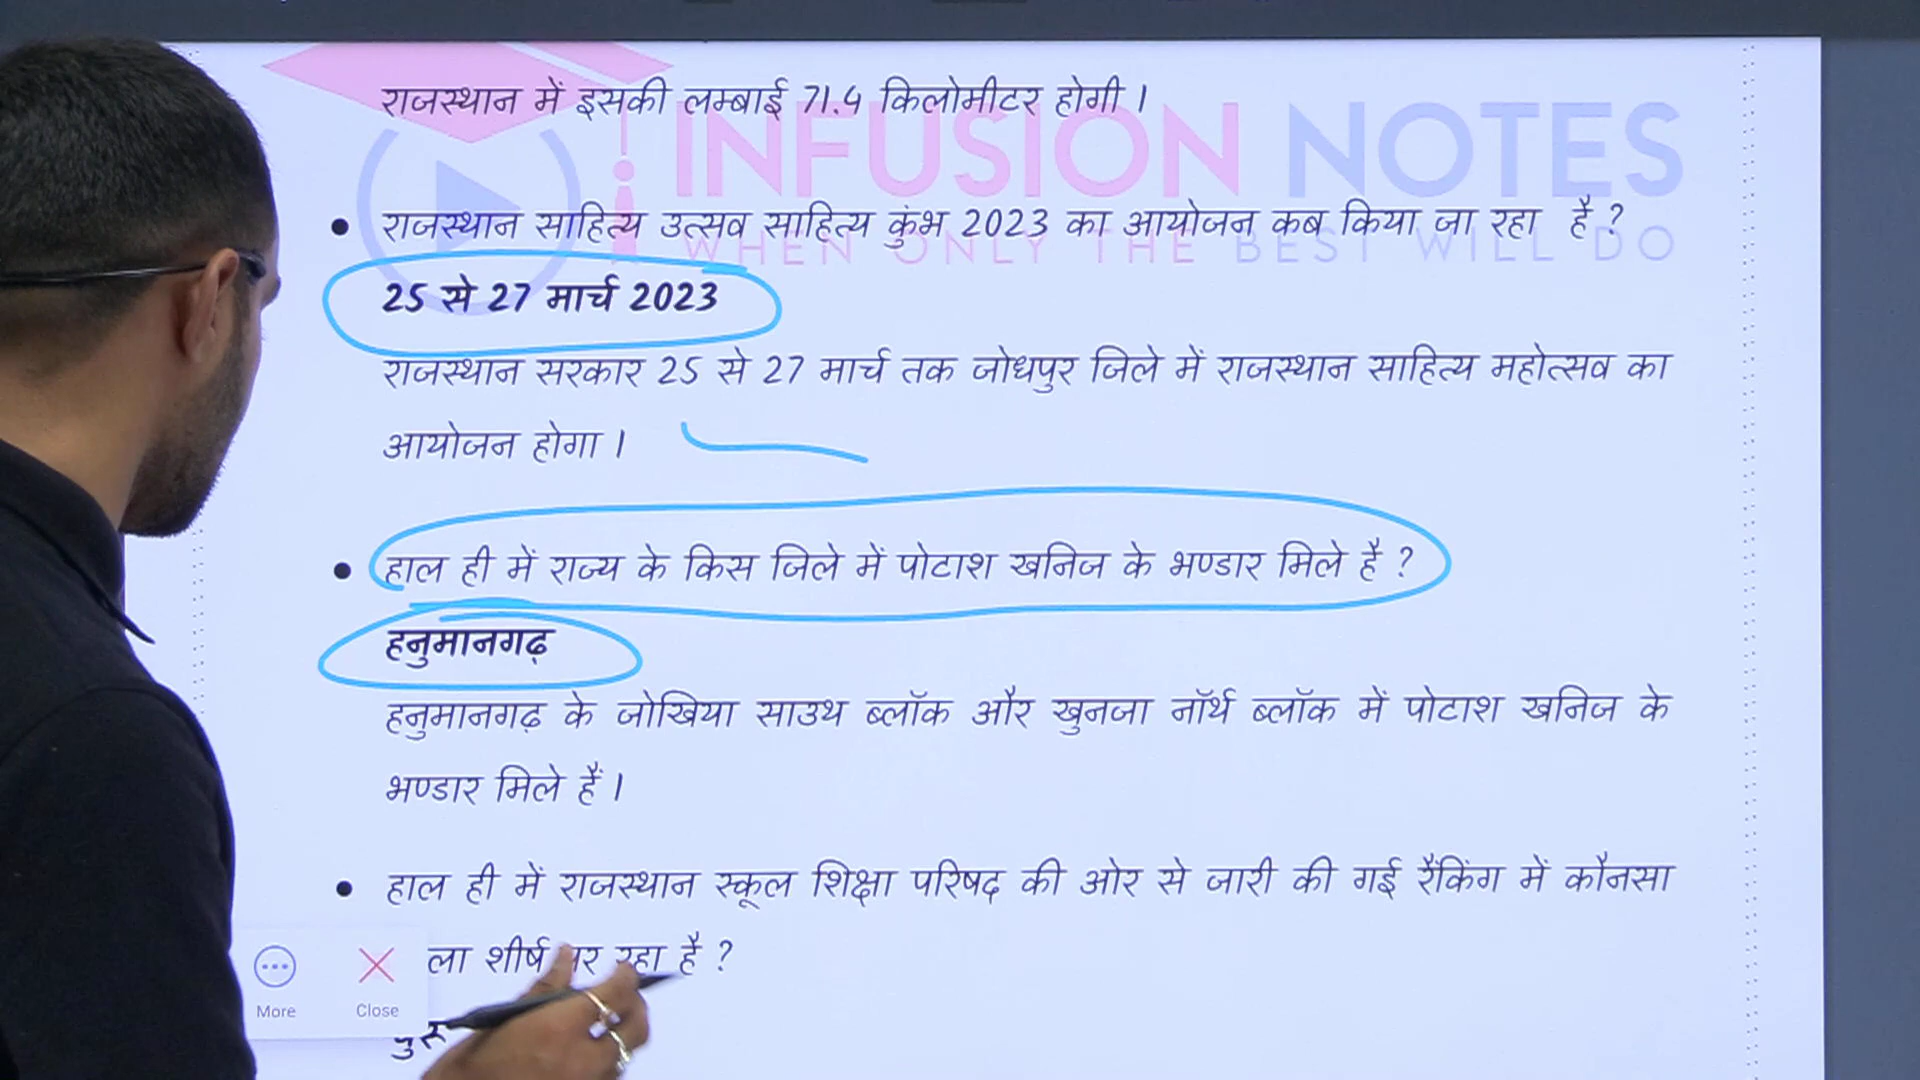 राजस्थान में इसकी लम्बाई 71.4 किलोमीटर होगी ।
INFUSION NOTES
WHEN ONLY THE BEST WILL DO
• राजस्थान साहित्य उत्सव साहित्य कुंभ 2023 का आयोजन कब किया जा रहा है ?
25 से 27 मार्च 2023
राजस्थान सरकार 25 से 27 मार्च तक जोधपुर जिले में राजस्थान साहित्य महोत्सव का
आयोजन होगा ।
• हाल ही में राज्य के किस जिले में पोटाश खनिज के भण्डार मिले है ?
हनुमानगढ़
हनुमानगढ़ के जोखिया साउथ ब्लॉक और खुनजा नॉर्थ ब्लॉक में पोटाश खनिज के
भण्डार मिले हैं ।
• हाल ही में राजस्थान स्कूल शिक्षा परिषद की ओर से जारी की गई रैंकिंग में कौनसा
ला शीर्ष पर रहा है ?
More
Close